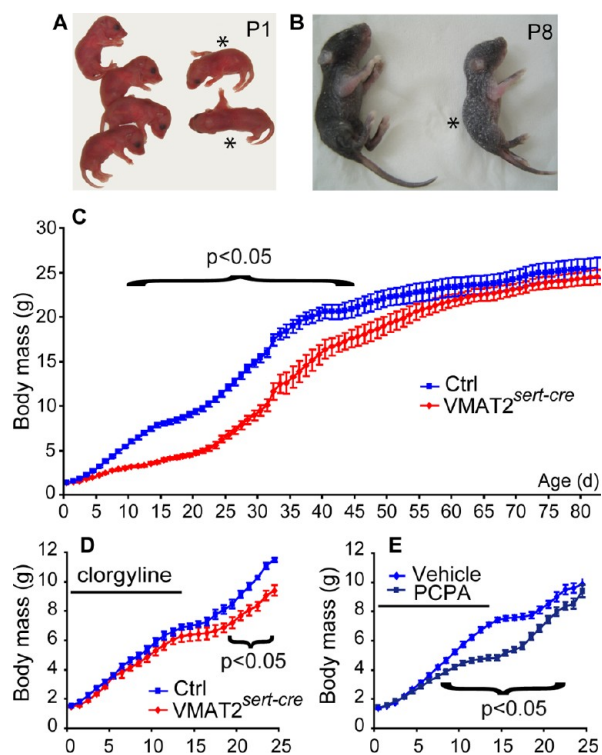 A
P1
*
*
B
P8
*
C
30
25
20
15
10
5
0
Body mass (g)
p<0.05
Ctrl
VMAT2sert-cre
Age (d)
0 5 10 15 20 25 30 35 40 45 50 55 60 65 70 75 80
D
12
10
8
6
4
2
0
Body mass (g)
clorgyline
p<0.05
Ctrl
VMAT2sert-cre
0 5 10 15 20 25
E
12
10
8
6
4
2
0
Body mass (g)
Vehicle
PCPA
p<0.05
0 5 10 15 20 25